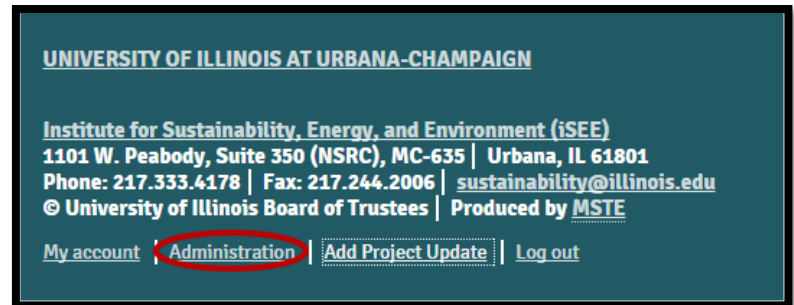 UNIVERSITY OF ILLINOIS AT URBANA-CHAMPAIGN
Institute for Sustainability, Energy, and Environment (iSEE)
1101 W. Peabody, Suite 350 (NSRC), MC-635 | Urbana, IL 61801
Phone: 217.333.4178 | Fax: 217.244.2006 | sustainability@illinois.edu
© University of Illinois Board of Trustees | Produced by MSTE
My account | Administration | Add Project Update | Log out